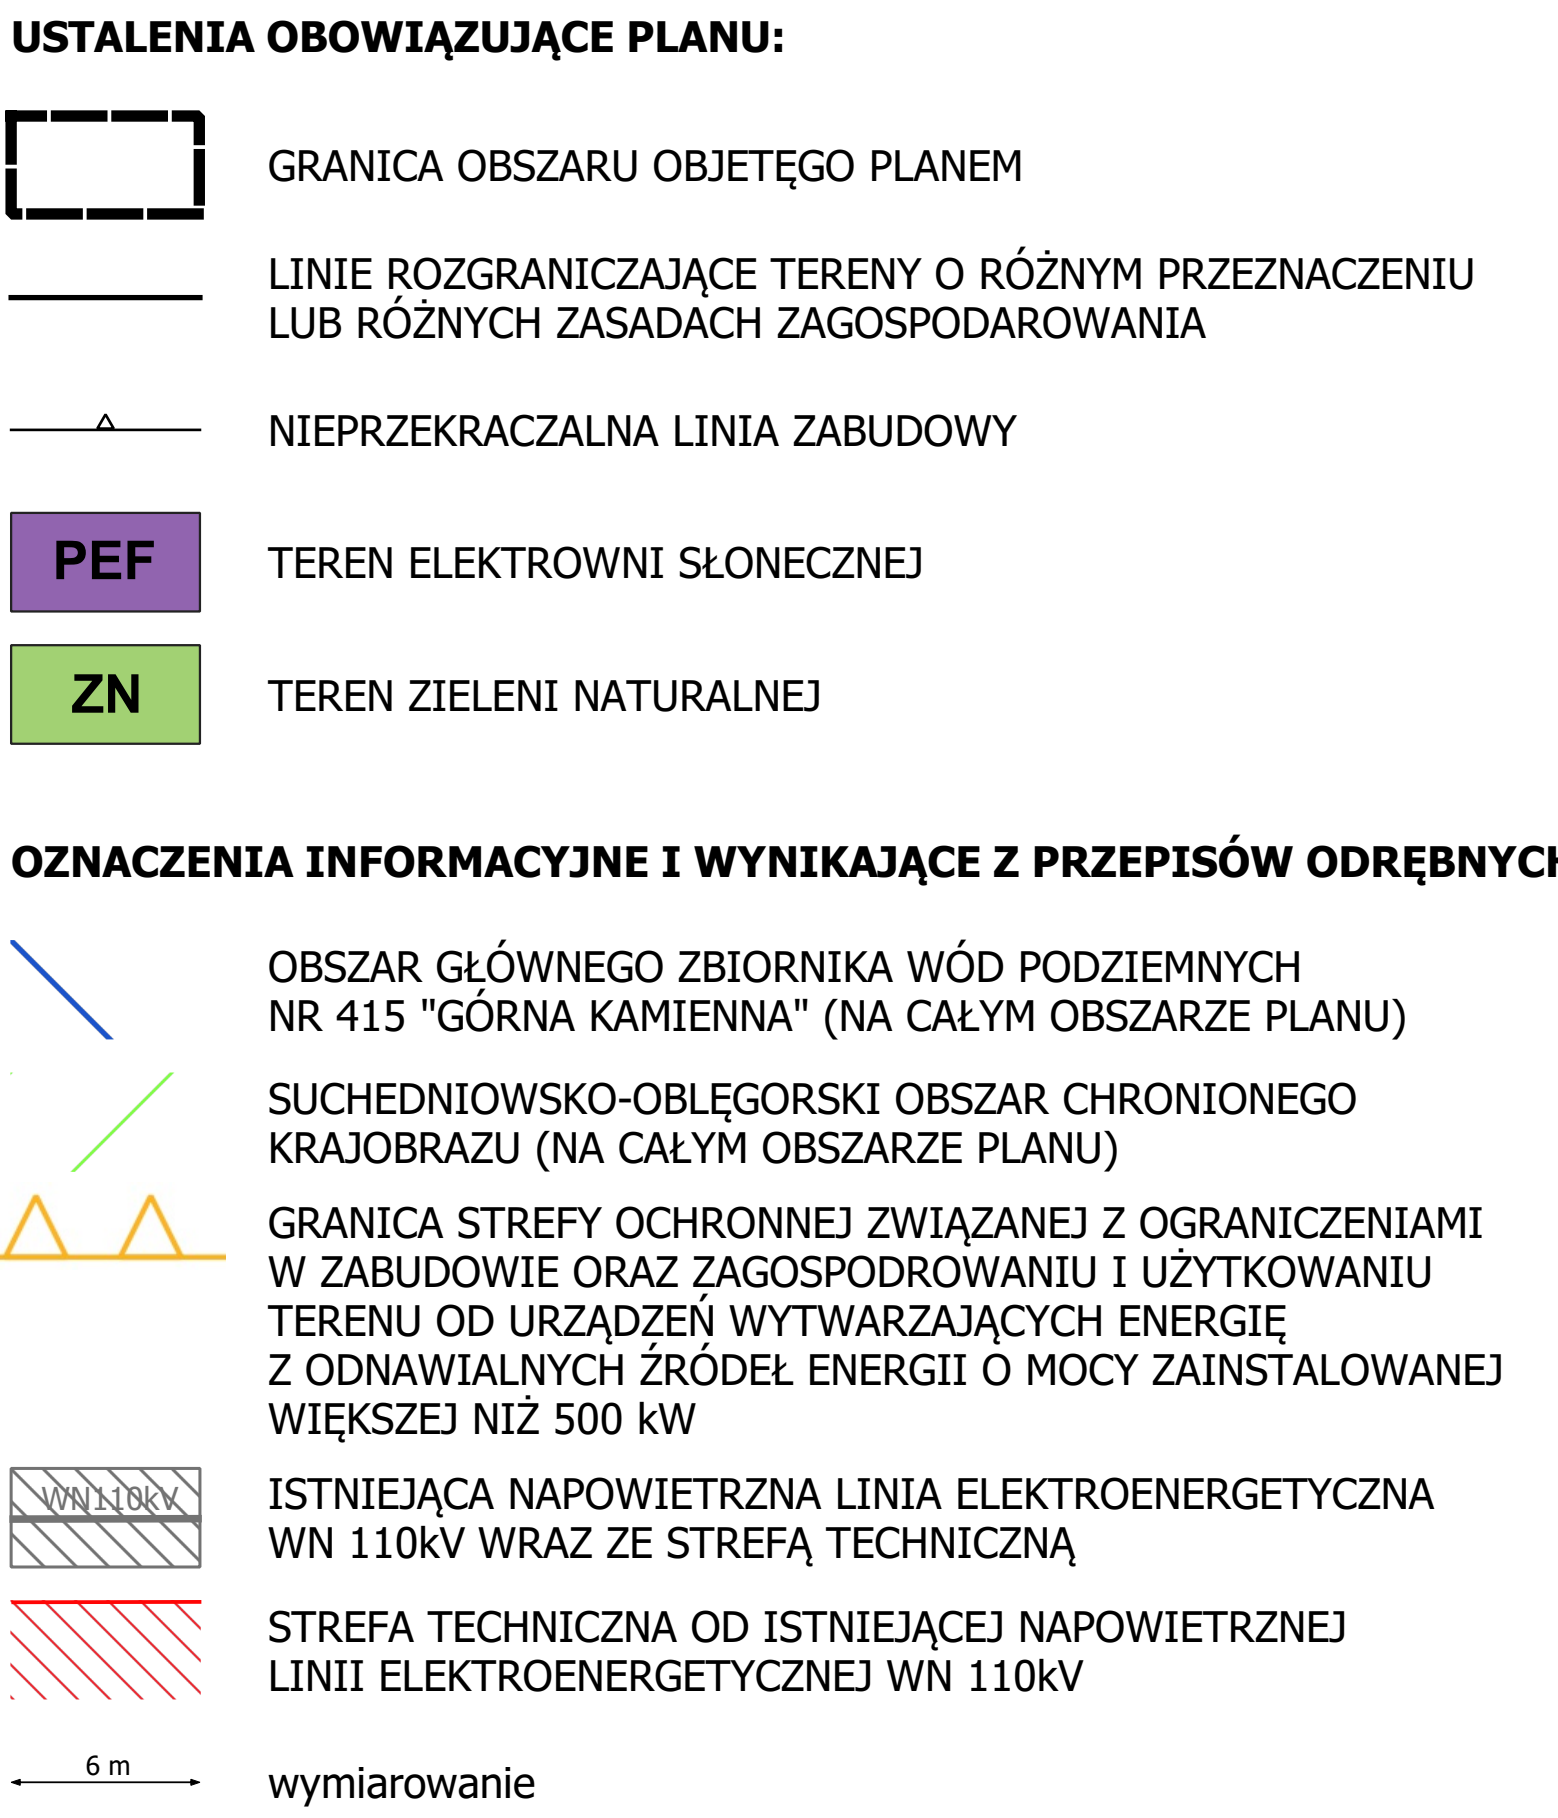 USTALENIA OBOWIĄZUJĄCE PLANU:
GRANICA OBSZARU OBJETĘGO PLANEM
LINIE ROZGRANICZAJĄCE TERENY O RÓŻNYM PRZEZNACZENIU
LUB RÓŻNYCH ZASADACH ZAGOSPODAROWANIA
NIEPRZEKRACZALNA LINIA ZABUDOWY
PEF
TEREN ELEKTROWNI SŁONECZNEJ
ZN
TEREN ZIELENI NATURALNEJ
OZNACZENIA INFORMACYJNE I WYNIKAJĄCE Z PRZEPISÓW ODRĘBNYCH
OBSZAR GŁÓWNEGO ZBIORNIKA WÓD PODZIEMNYCH
NR 415 "GÓRNA KAMIENNA" (NA CAŁYM OBSZARZE PLANU)
SUCHEDNIOWSKO-OBLĘGORSKI OBSZAR CHRONIONEGO
KRAJOBRAZU (NA CAŁYM OBSZARZE PLANU)
GRANICA STREFY OCHRONNEJ ZWIĄZANEJ Z OGRANICZENIAMI
W ZABUDOWIE ORAZ ZAGOSPODROWANIU I UŻYTKOWANIU
TERENU OD URZĄDZEŃ WYTWARZAJĄCYCH ENERGIĘ
Z ODNAWIALNYCH ŹRÓDEŁ ENERGII O MOCY ZAINSTALOWANEJ
WIĘKSZEJ NIŻ 500 kW
WN110kV
ISTNIEJĄCA NAPOWIETRZNA LINIA ELEKTROENERGETYCZNA
WN 110kV WRAZ ZE STREFĄ TECHNICZNĄ
STREFA TECHNICZNA OD ISTNIEJĄCEJ NAPOWIETRZNEJ
LINII ELEKTROENERGETYCZNEJ WN 110kV
6 m
wymiarowanie